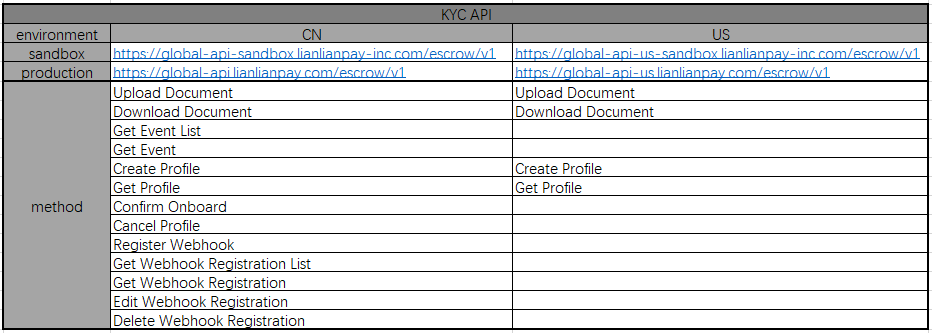 KYC API
environment CN US
sandbox https://global-api-sandbox.lianlianpay-inc.com/escrow/v1 https://global-api-us-sandbox.lianlianpay-inc.com/escrow/v1
production https://global-api.lianlianpay.com/escrow/v1 https://global-api-us.lianlianpay.com/escrow/v1
method
Upload Document Upload Document
Download Document Download Document
Get Event List
Get Event
Create Profile Create Profile
Get Profile Get Profile
Confirm Onboard
Cancel Profile
Register Webhook
Get Webhook Registration List
Get Webhook Registration
Edit Webhook Registration
Delete Webhook Registration